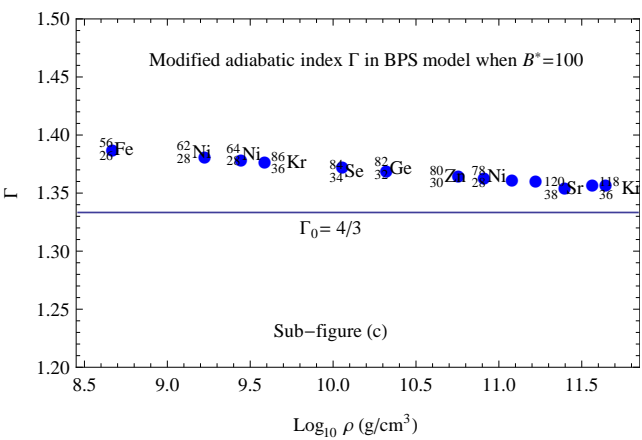 1.50
Modified adiabatic index Γ in BPS model when B*=100
1.45
1.40
56 26 Fe
62 28 Ni
64 28 Ni
86 36 Kr
84 34 Se
82 32 Ge
80 30 Zn
78 28 Ni
120 38 Sr
118 36 Kr
1.35
Γ
Γ0 = 4/3
1.30
1.25
Sub-figure (c)
1.20
8.5 9.0 9.5 10.0 10.5 11.0 11.5
Log10 ρ (g/cm3)